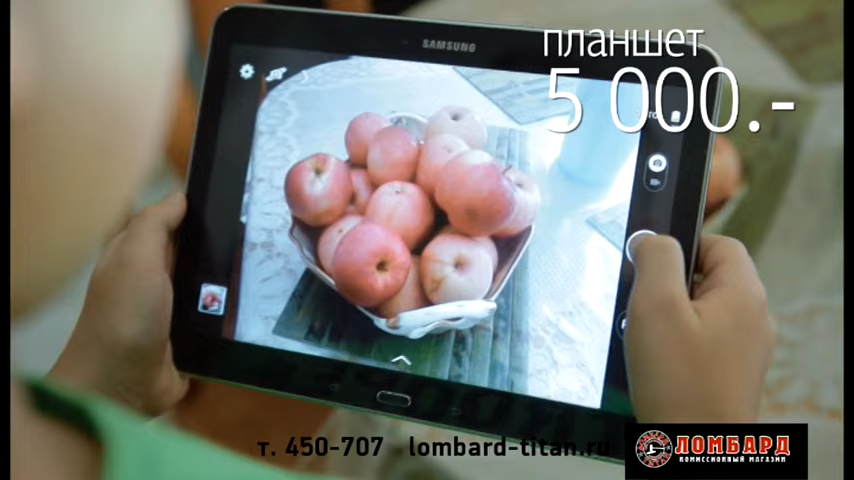 SAMSUNG
планшет
5 000.-
т. 450-707 lombard-titan.ru
ЛОМБАРД
КОМИССИОННЫЙ МАГАЗИН